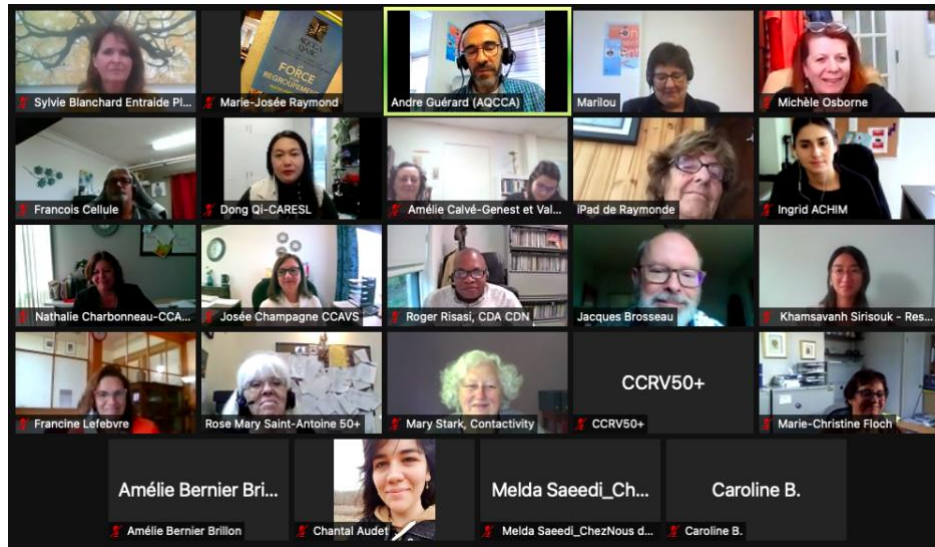 Sylvie Blanchard Entraide Pl...
AQCCA
QACC
LA
FORCE
REGROUPEMENT
Marie-Josée Raymond
Andre Guérard (AQCCA)
Marilou
Michèle Osborne
Francois Cellule
Dong Qi-CARESL
Amélie Calvé-Genest et Val...
iPad de Raymonde
Ingrid ACHIM
Nathalie Charbonneau-CCA...
Josée Champagne CCAVS
Roger Risasi, CDA CDN
Jacques Brosseau
Khamsavanh Sirisouk - Res...
Francine Lefebvre
Rose Mary Saint-Antoine 50+
Mary Stark, Contactivity
CCRV50+
CCRV50+
Marie-Christine Floch
Amélie Bernier Bri...
Amélie Bernier Brillon
Chantal Audet
Melda Saeedi_Ch...
Melda Saeedi_ChezNous d...
Caroline B.
Caroline B.